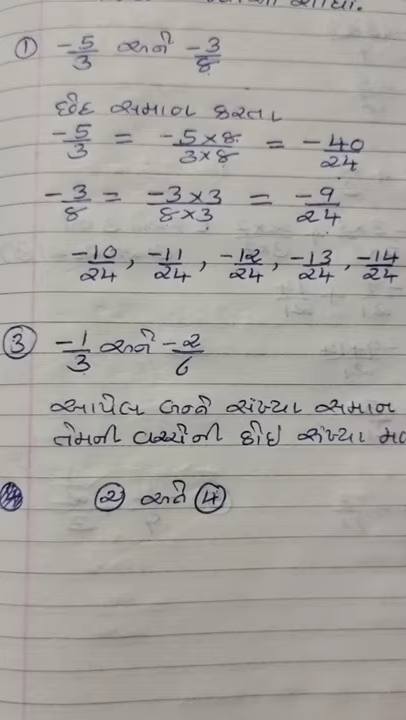 ① -5/3 અને -3/8
છેદ સમાન કરતા
-5/3 = -5×8/3×8 = -40/24
-3/8 = -3×3/8×3 = -9/24
-10/24, -11/24, -12/24, -13/24, -14/24
③ -1/3 અને -2/6
આપેલ બન્ને સંખ્યા સમાન
તેમની વચ્ચેની કોઇ સંખ્યા
② અને ④